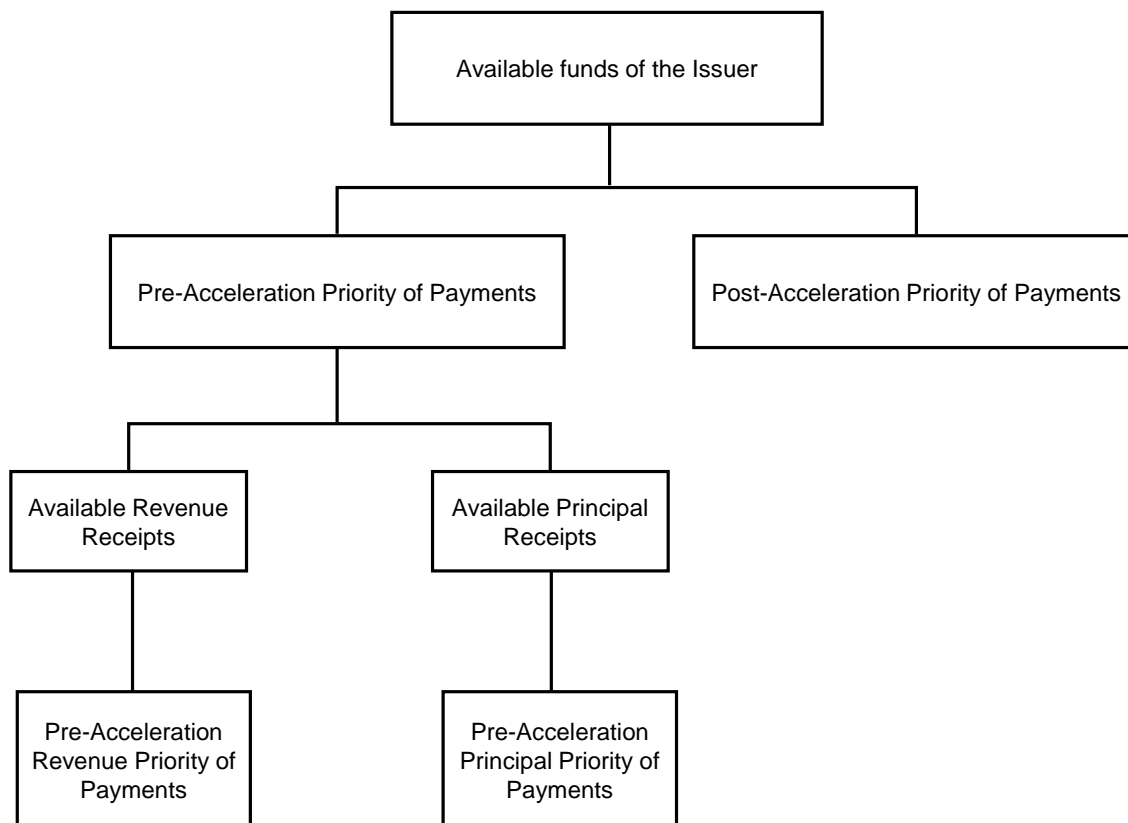 Available funds of the Issuer
Pre-Acceleration Priority of Payments
Post-Acceleration Priority of Payments
Available Revenue
Receipts
Available Principal
Receipts
Pre-Acceleration
Revenue Priority of
Payments
Pre-Acceleration
Principal Priority of
Payments